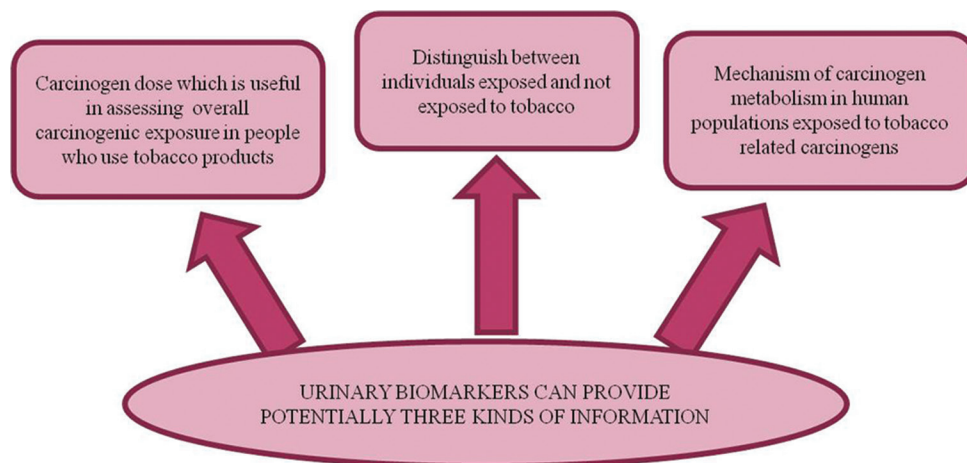 Carcinogen dose which is useful
in assessing overall
carcinogenic exposure in people
who use tobacco products
Distinguish between
individuals exposed and not
exposed to tobacco
Mechanism of carcinogen
metabolism in human
populations exposed to tobacco
related carcinogens
URINARY BIOMARKERS CAN PROVIDE
POTENTIALLY THREE KINDS OF INFORMATION